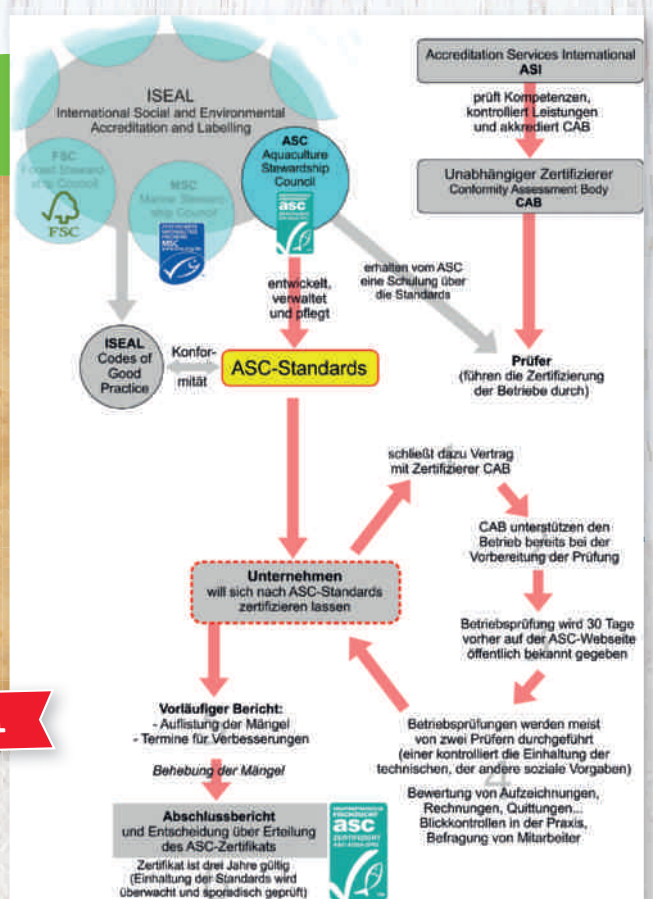 ISEAL
International Social and Environmental
Accreditation and Labelling
FSC
Forest Steward-
ship Council
FSC
MSC
Marine Steward-
ship Council
MSC
ASC
Aquaculture
Stewardship
Council
asc
entwickelt,
verwaltet
und pflegt
erhalten vom ASC
eine Schulung über
die Standards
Accreditation Services International
ASI
prüft Kompetenzen,
kontrolliert Leistungen
und akkrediert CAB
Unabhängiger Zertifizierer
Conformity Assessment Body
CAB
Prüfer
(führen die Zertifizierung
der Betriebe durch)
ISEAL
Codes of
Good
Practice
Konfor-
mität
ASC-Standards
schließt dazu Vertrag
mit Zertifizierer CAB
CAB unterstützen den
Betrieb bereits bei der
Vorbereitung der Prüfung
Betriebsprüfung wird 30 Tage
vorher auf der ASC-Webseite
öffentlich bekannt gegeben
Betriebsprüfungen werden meist
von zwei Prüfern durchgeführt
(einer kontrolliert die Einhaltung der
technischen, der andere soziale Vorgaben)
4
Bewertung von Aufzeichnungen,
Rechnungen, Quittungen...
Blickkontrollen in der Praxis,
Befragung von Mitarbeiter
Unternehmen
will sich nach ASC-Standards
zertifizieren lassen
Vorläufiger Bericht:
- Auflistung der Mängel
- Termine für Verbesserungen
Behebung der Mängel
Abschlussbericht
und Entscheidung über Erteilung
des ASC-Zertifikats
Zertifikat ist drei Jahre gültig
(Einhaltung der Standards wird
überwacht und sporadisch geprüft)
asc
ZERTIFIZIERT